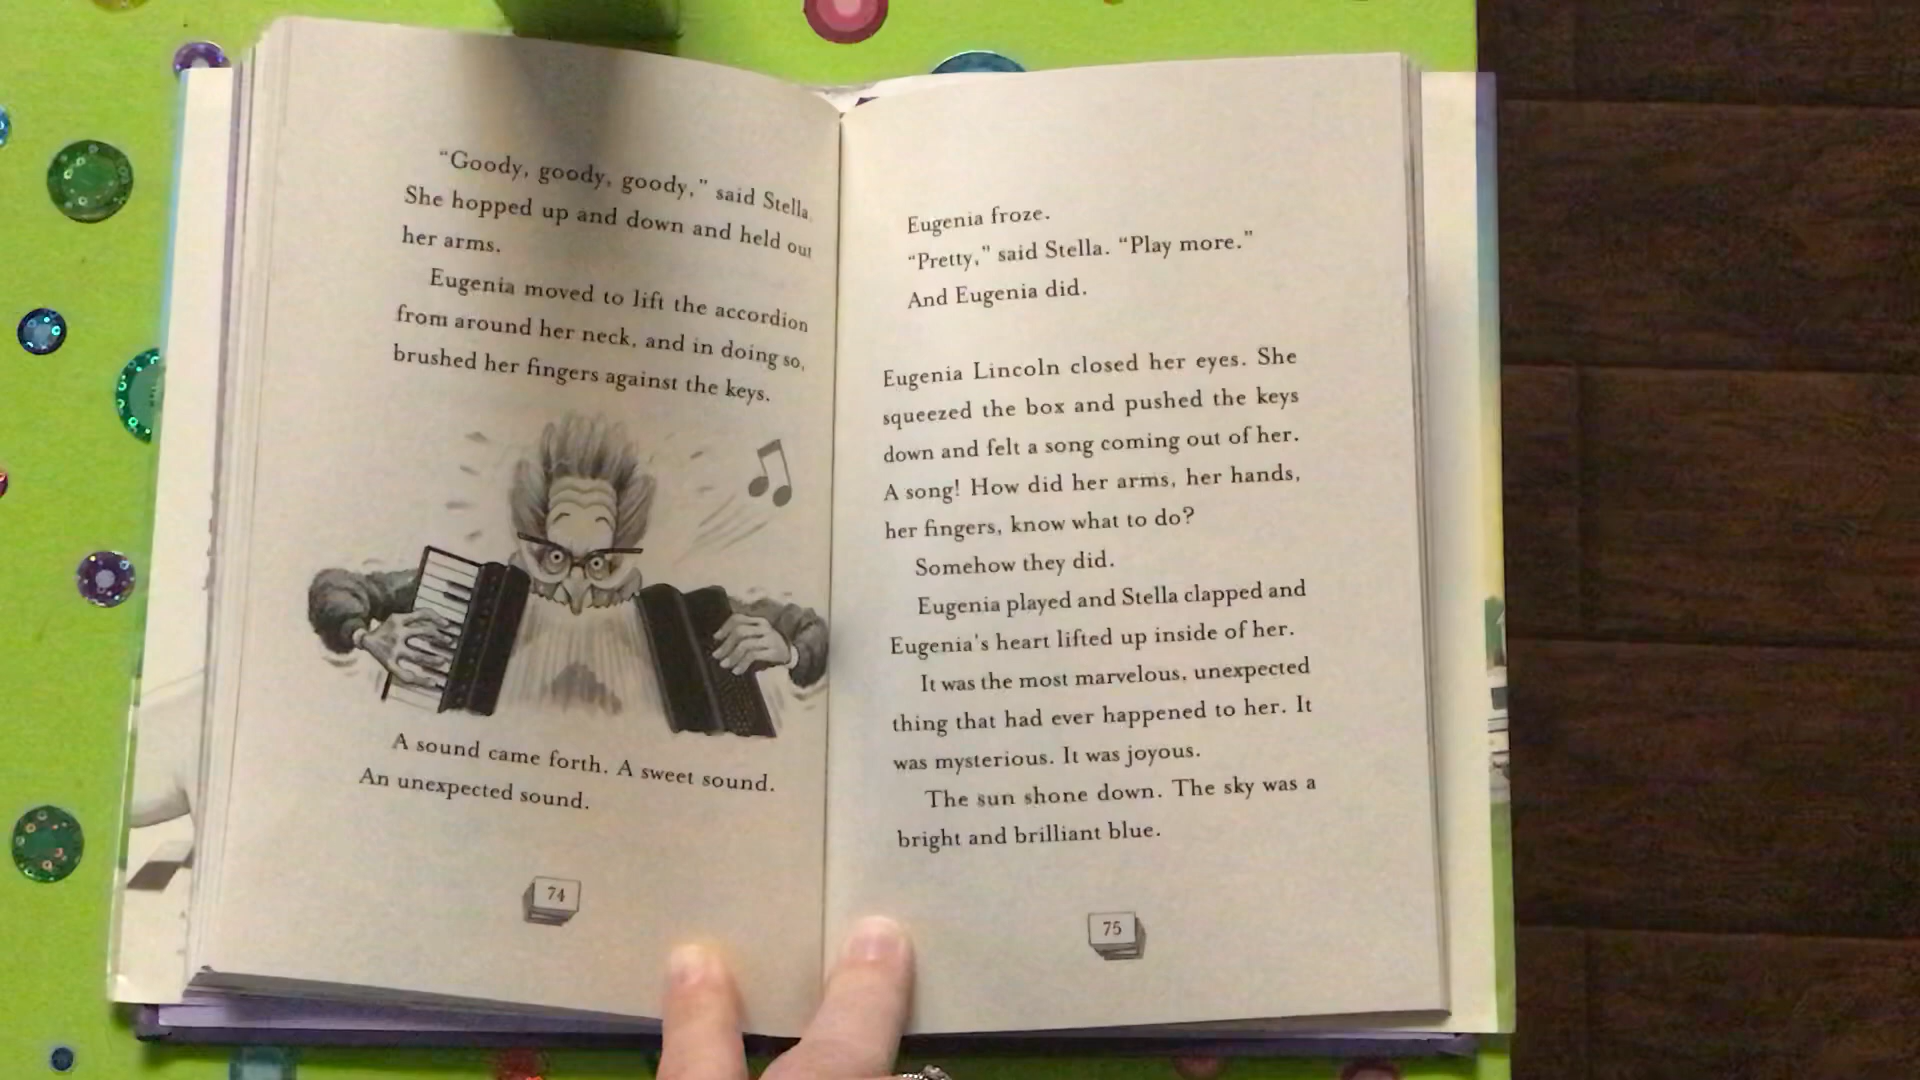 “Goody, goody, goody,” said Stella.
She hopped up and down and held out
her arms.
Eugenia moved to lift the accordion
from around her neck, and in doing so,
brushed her fingers against the keys.
A sound came forth. A sweet sound.
An unexpected sound.
74
Eugenia froze.
“Pretty,” said Stella. “Play more.”
And Eugenia did.
Eugenia Lincoln closed her eyes. She
squeezed the box and pushed the keys
down and felt a song coming out of her.
A song! How did her arms, her hands,
her fingers, know what to do?
Somehow they did.
Eugenia played and Stella clapped and
Eugenia's heart lifted up inside of her.
It was the most marvelous, unexpected
thing that had ever happened to her. It
was mysterious. It was joyous.
The sun shone down. The sky was a
bright and brilliant blue.
75